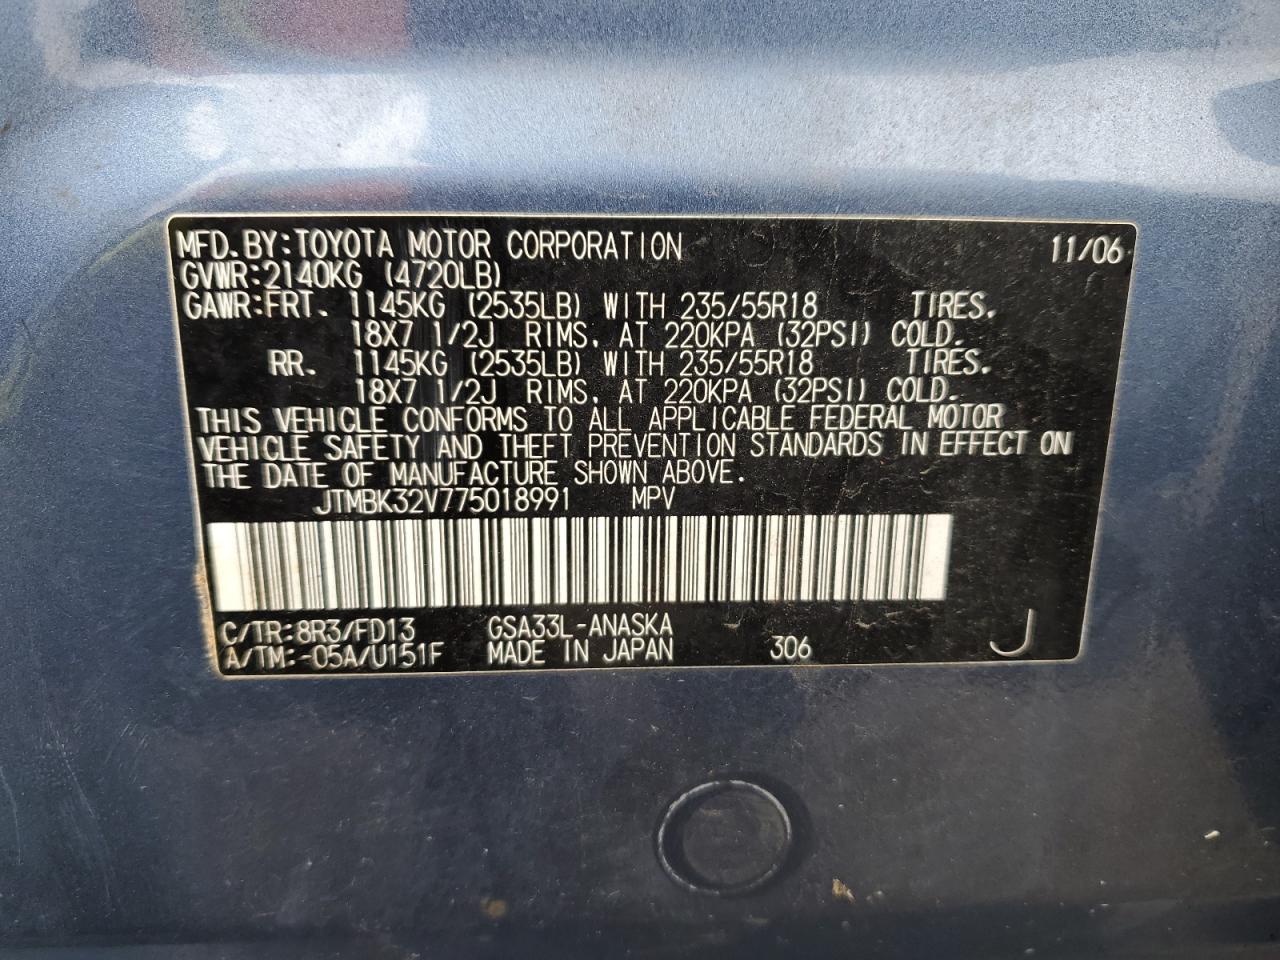 MFD.BY:TOYOTA MOTOR CORPORATION 11/06
GVWR:2140KG (4720LB)
GAWR:FRT. 1145KG (2535LB) WITH 235/55R18 TIRES.
18X7 1/2J RIMS, AT 220KPA (32PSI) COLD.
RR. 1145KG (2535LB) WITH 235/55R18 TIRES.
18X7 1/2J RIMS, AT 220KPA (32PSI) COLD.
THIS VEHICLE CONFORMS TO ALL APPLICABLE FEDERAL MOTOR
VEHICLE SAFETY AND THEFT PREVENTION STANDARDS IN EFFECT ON
THE DATE OF MANUFACTURE SHOWN ABOVE.
JTMBK32V775018991 MPV
C/TR:8R3/FD13 GSA33L-ANASKA
A/TM:-05A/U151F MADE IN JAPAN 306 J